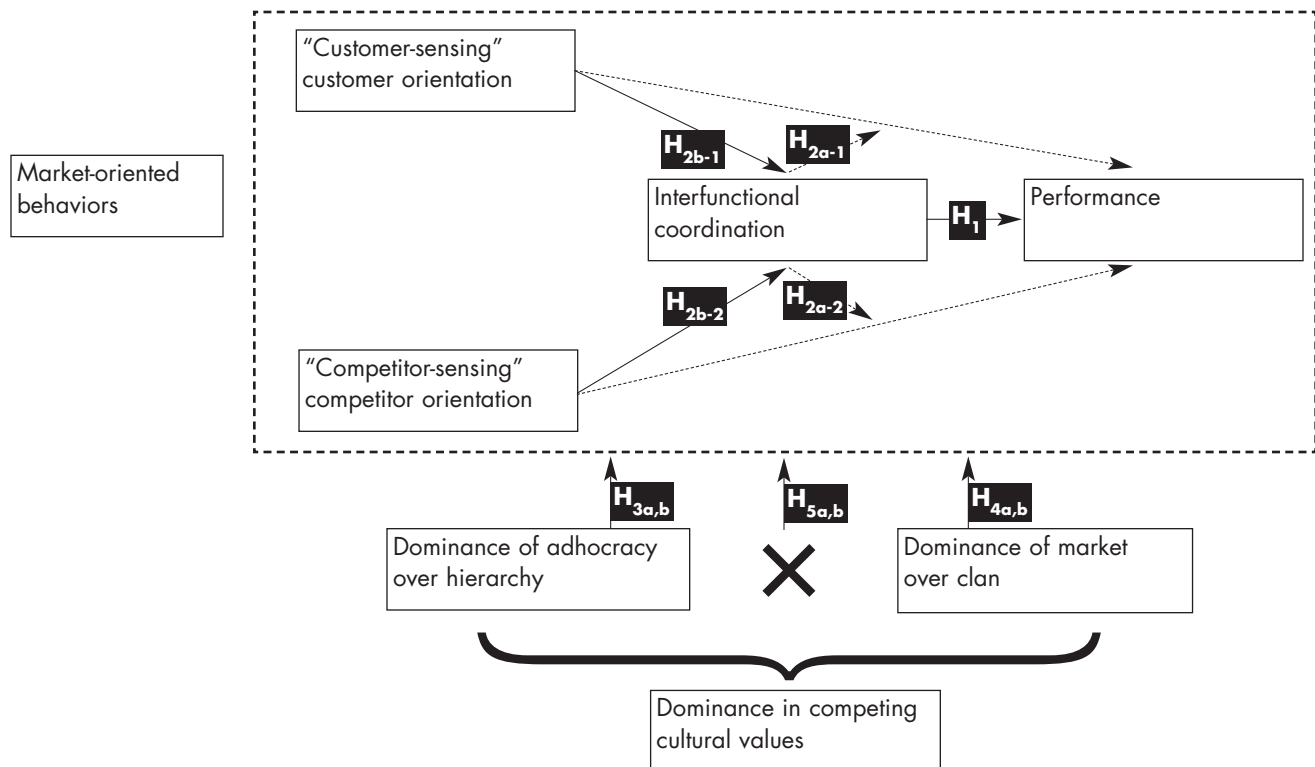 “Customer-sensing”
customer orientation
H2b-1
H2a-1
Market-oriented
behaviors
Interfunctional
coordination
H1
Performance
H2b-2
H2a-2
“Competitor-sensing”
competitor orientation
H3a,b
H5a,b
H4a,b
Dominance of adhocracy
over hierarchy
Dominance of market
over clan
Dominance in competing
cultural values